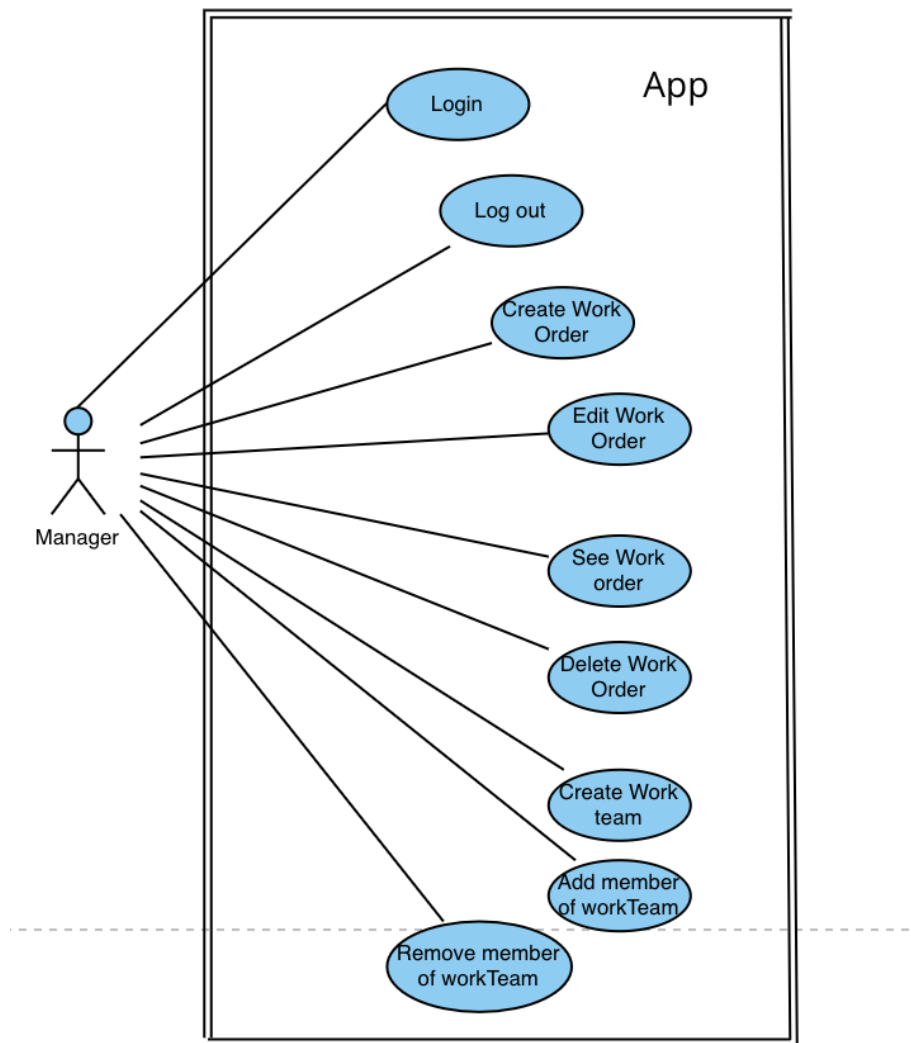 App
Login
Log out
Create Work
Order
Edit Work
Order
Manager
See Work
order
Delete Work
Order
Create Work
team
Add member
of workTeam
Remove member
of workTeam